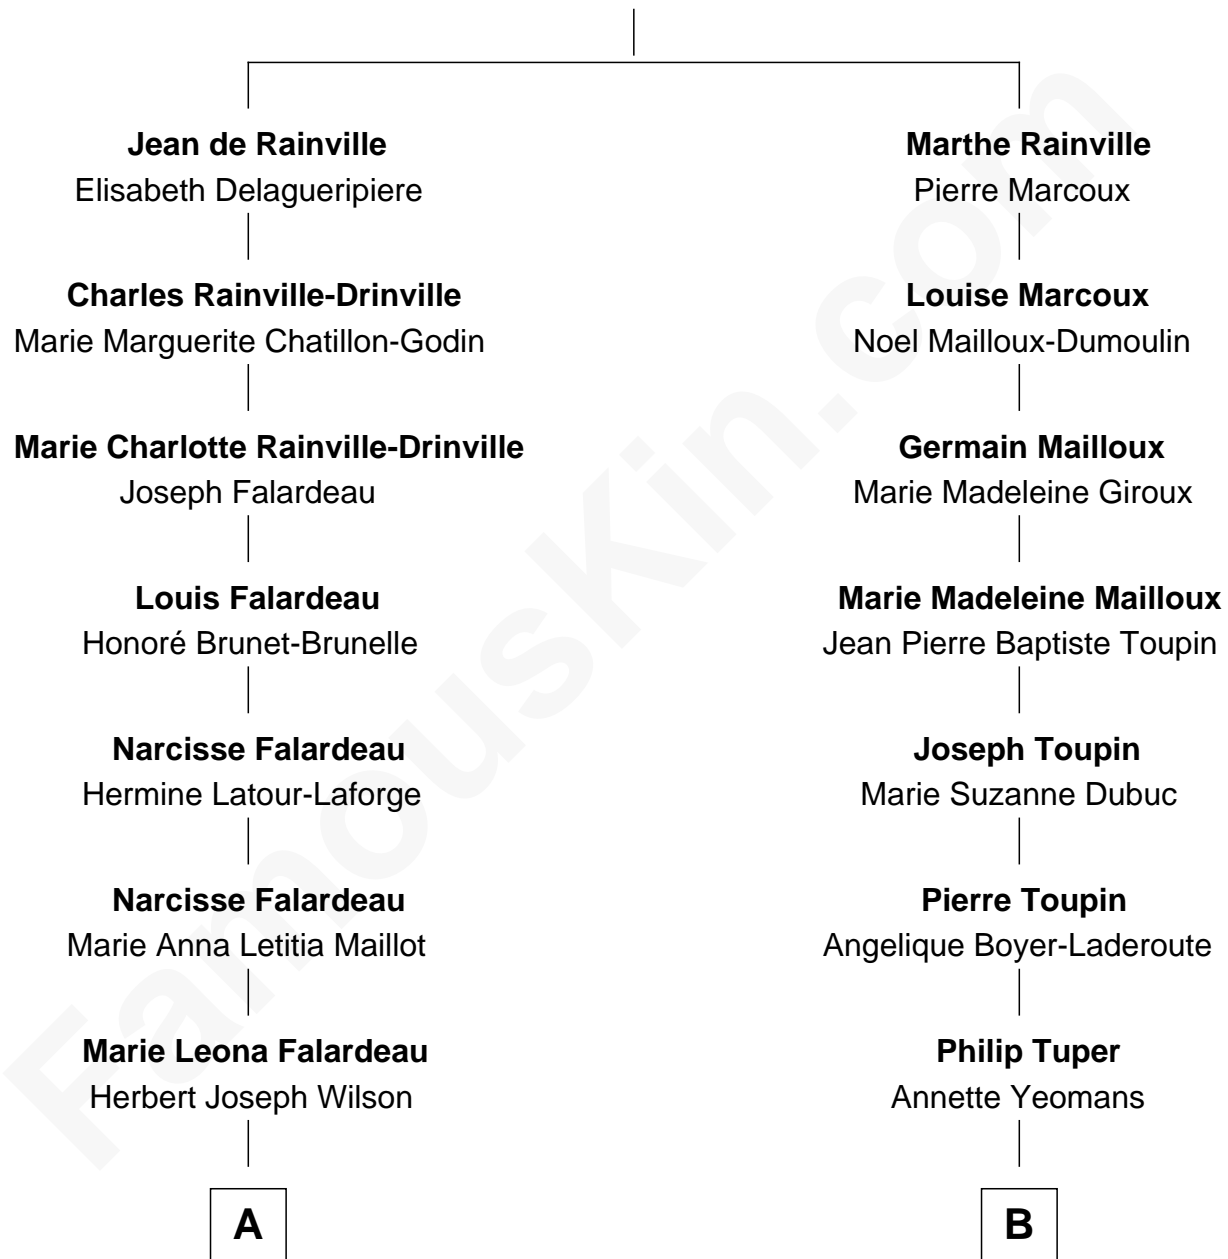 Jean de Rainville
Elisabeth Delagueripiere
Charles Rainville-Drinville
Marie Marguerite Chatillon-Godin
Marie Charlotte Rainville-Drinville
Joseph Falardeau
Louis Falardeau
Honoré Brunet-Brunelle
Narcisse Falardeau
Hermine Latour-Laforge
Narcisse Falardeau
Marie Anna Letitia Maillot
Marie Leona Falardeau
Herbert Joseph Wilson
A
Marthe Rainville
Pierre Marcoux
Louise Marcoux
Noel Mailloux-Dumoulin
Germain Mailloux
Marie Madeleine Giroux
Marie Madeleine Mailloux
Jean Pierre Baptiste Toupin
Joseph Toupin
Marie Suzanne Dubuc
Pierre Toupin
Angelique Boyer-Laderoute
Philip Tuper
Annette Yeomans
B
FamousKin.com